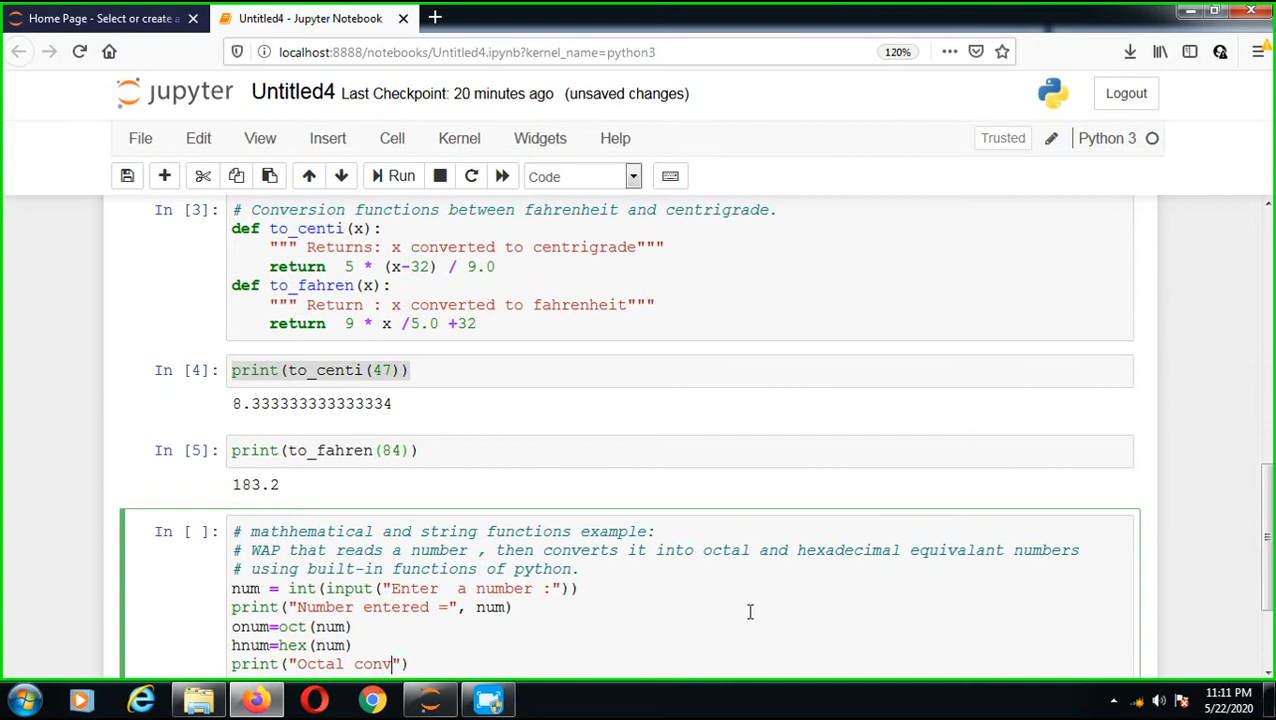 Home Page - Select or create a
Untitled4 - Jupyter Notebook
localhost:8888/notebooks/Untitled4.ipynb?kernel_name=python3
120%
jupyter Untitled4 Last Checkpoint: 20 minutes ago (unsaved changes)
Logout
File Edit View Insert Cell Kernel Widgets Help
Trusted
Python 3
Run
Code
In [3]: # Conversion functions between fahrenheit and centrigrade.
def to_centi(x):
""" Returns: x converted to centrigrade"""
return 5 * (x-32) / 9.0
def to_fahren(x):
""" Return : x converted to fahrenheit"""
return 9 * x /5.0 +32
In [4]: print(to_centi(47))
8.333333333333334
In [5]: print(to_fahren(84))
183.2
In [ ]: # mathhematical and string functions example:
# WAP that reads a number , then converts it into octal and hexadecimal equivalant numbers
# using built-in functions of python.
num = int(input("Enter  a number :"))
print("Number entered =", num)
onum=oct(num)
hnum=hex(num)
print("Octal conv")
11:11 PM
5/22/2020